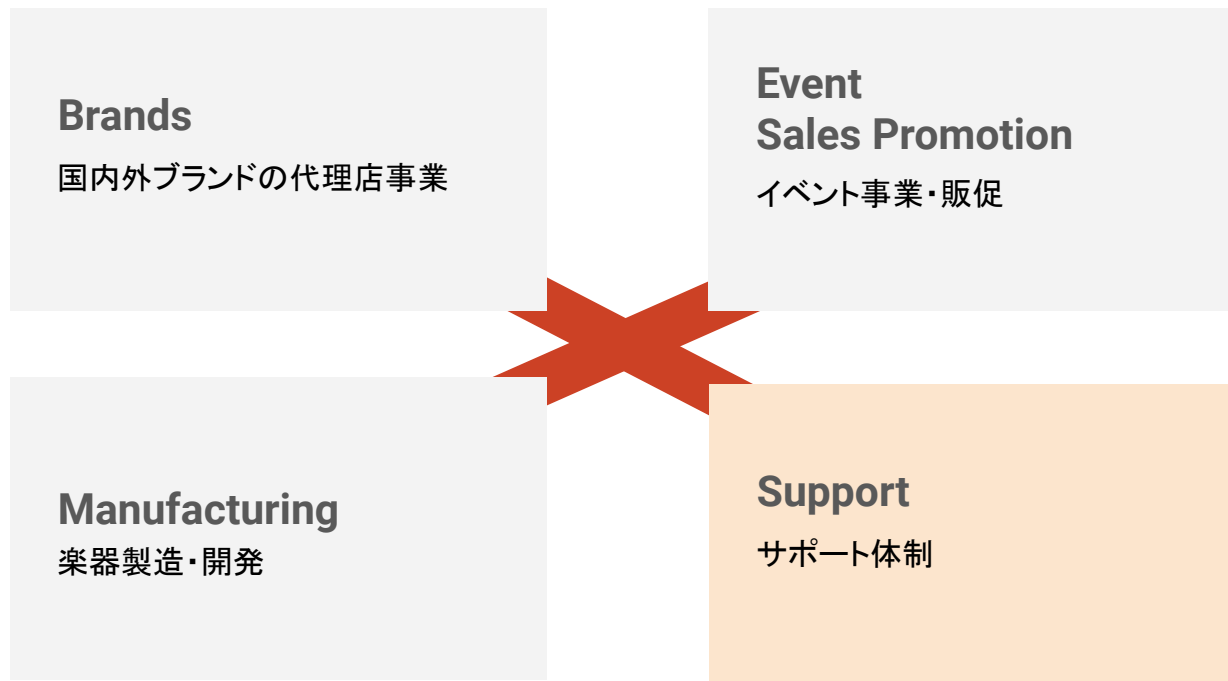 Brands
国内外ブランドの代理店事業
Event
Sales Promotion
イベント事業・販促
Manufacturing
楽器製造・開発
Support
サポート体制